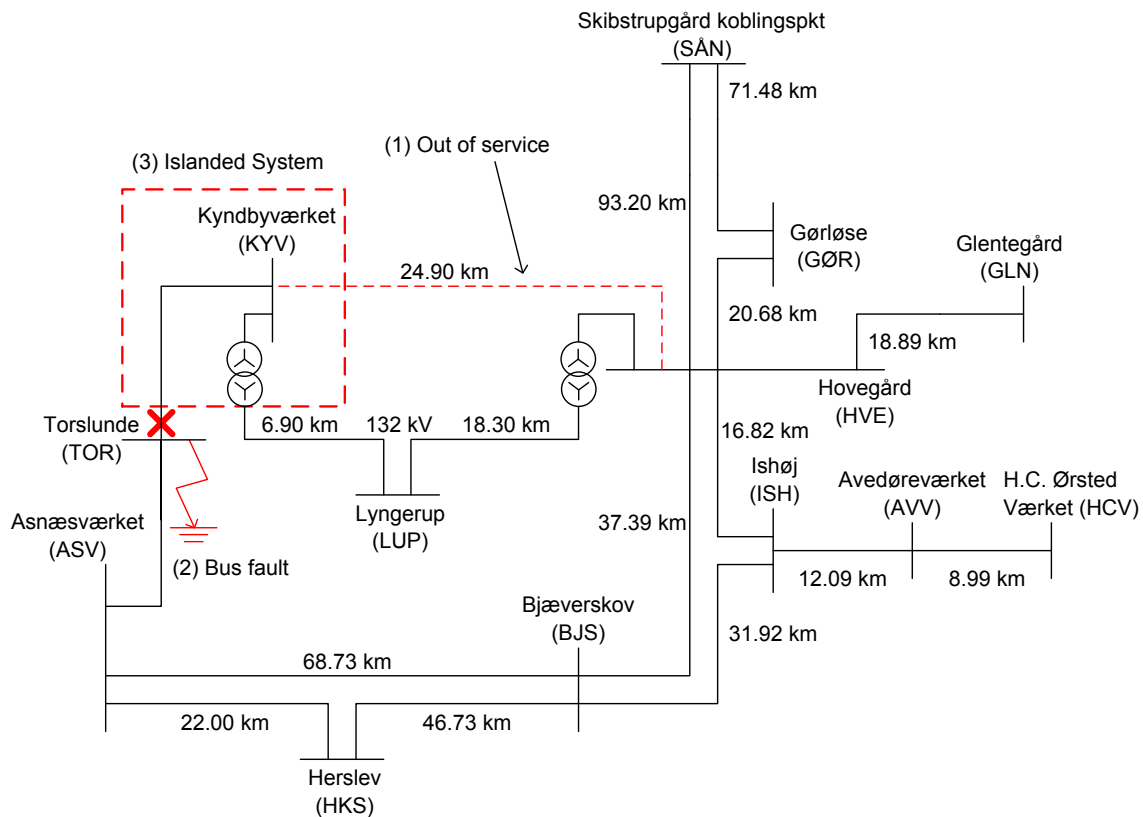 Skibstrupgård koblingspkt
(SÅN)
71.48 km
(1) Out of service
(3) Islanded System
93.20 km
Kyndbyværket
(KYV)
Gørløse
(GØR)
Glentegård
(GLN)
24.90 km
20.68 km
18.89 km
Hovegård
(HVE)
Torslunde
(TOR)
6.90 km
132 kV
18.30 km
16.82 km
Ishøj
(ISH)
Avedøreværket
(AVV)
H.C. Ørsted
Værket (HCV)
Lyngerup
(LUP)
Asnæsværket
(ASV)
37.39 km
(2) Bus fault
12.09 km
8.99 km
Bjæverskov
(BJS)
31.92 km
68.73 km
22.00 km
46.73 km
Herslev
(HKS)